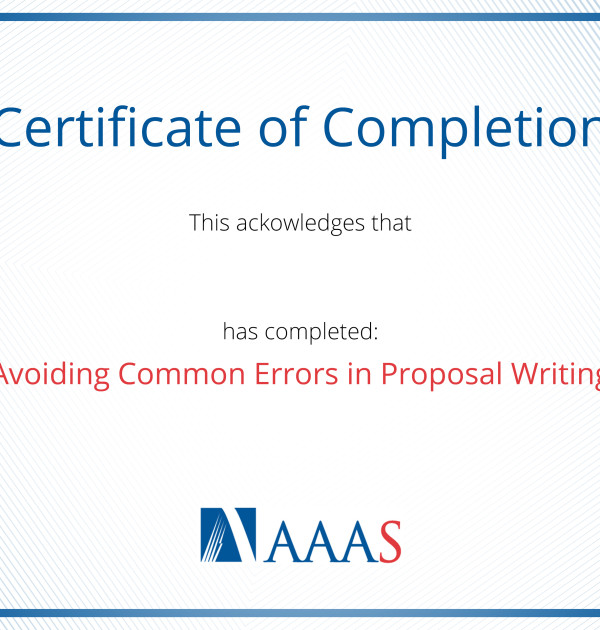 Certificate of Completion
This ackowledges that
has completed:
Avoiding Common Errors in Proposal Writing
AAAS